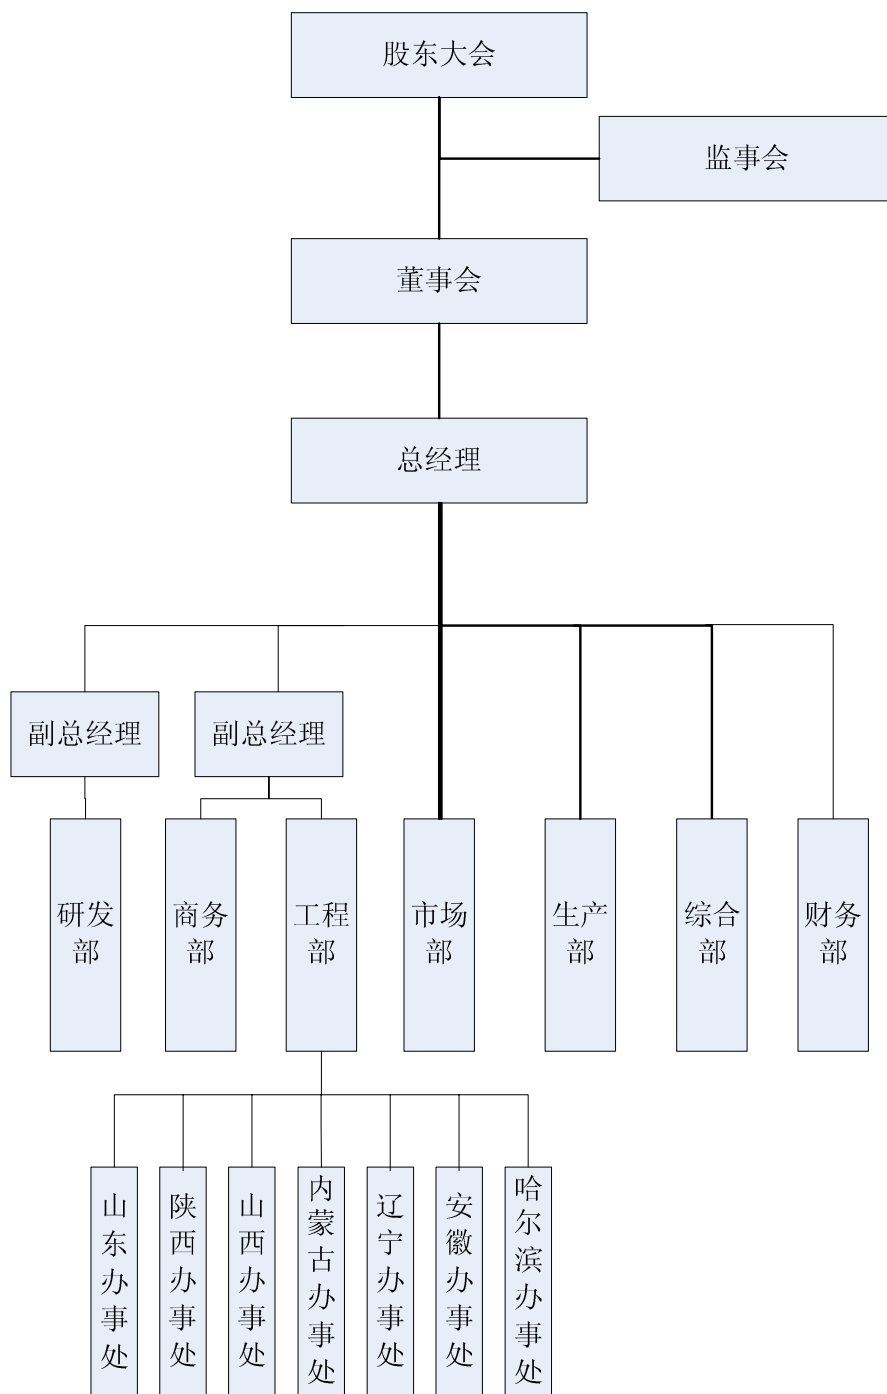 股东大会
监事会
董事会
总经理
副总经理
副总经理
研发
部
商务
部
工程
部
市场
部
生产
部
综合
部
财务
部
山东办事处
陕西办事处
山西办事处
内蒙古办事处
辽宁办事处
安徽办事处
哈尔滨办事处